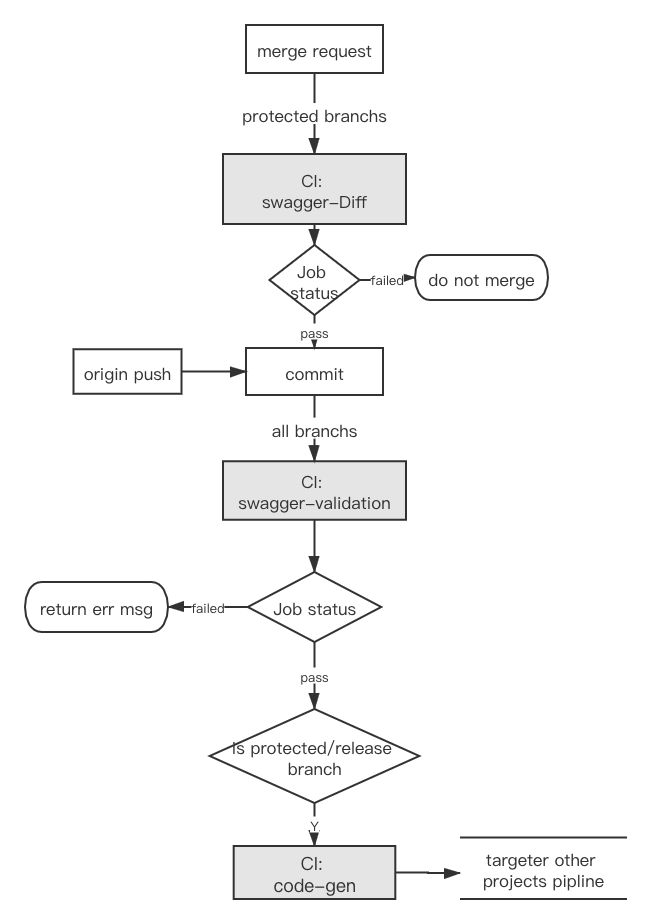 merge request
protected branchs
CI:
swagger-Diff
Job
status
failed
do not merge
pass
origin push
commit
all branchs
CI:
swagger-validation
return err msg
failed
Job status
pass
Is protected/release
branch
Y
CI:
code-gen
targeter other
projects pipline